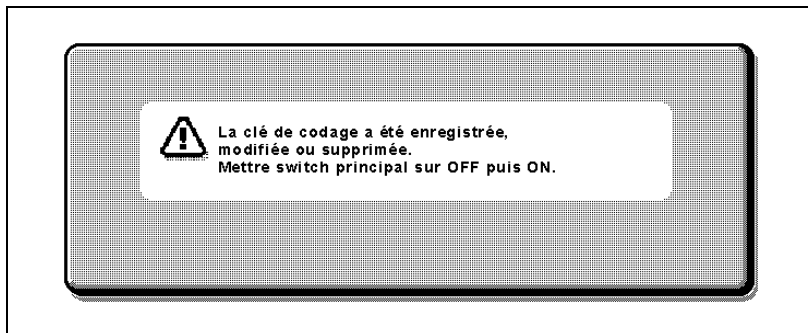 La clé de codage a été enregistrée,
modifiée ou supprimée.
Mettre switch principal sur OFF puis ON.